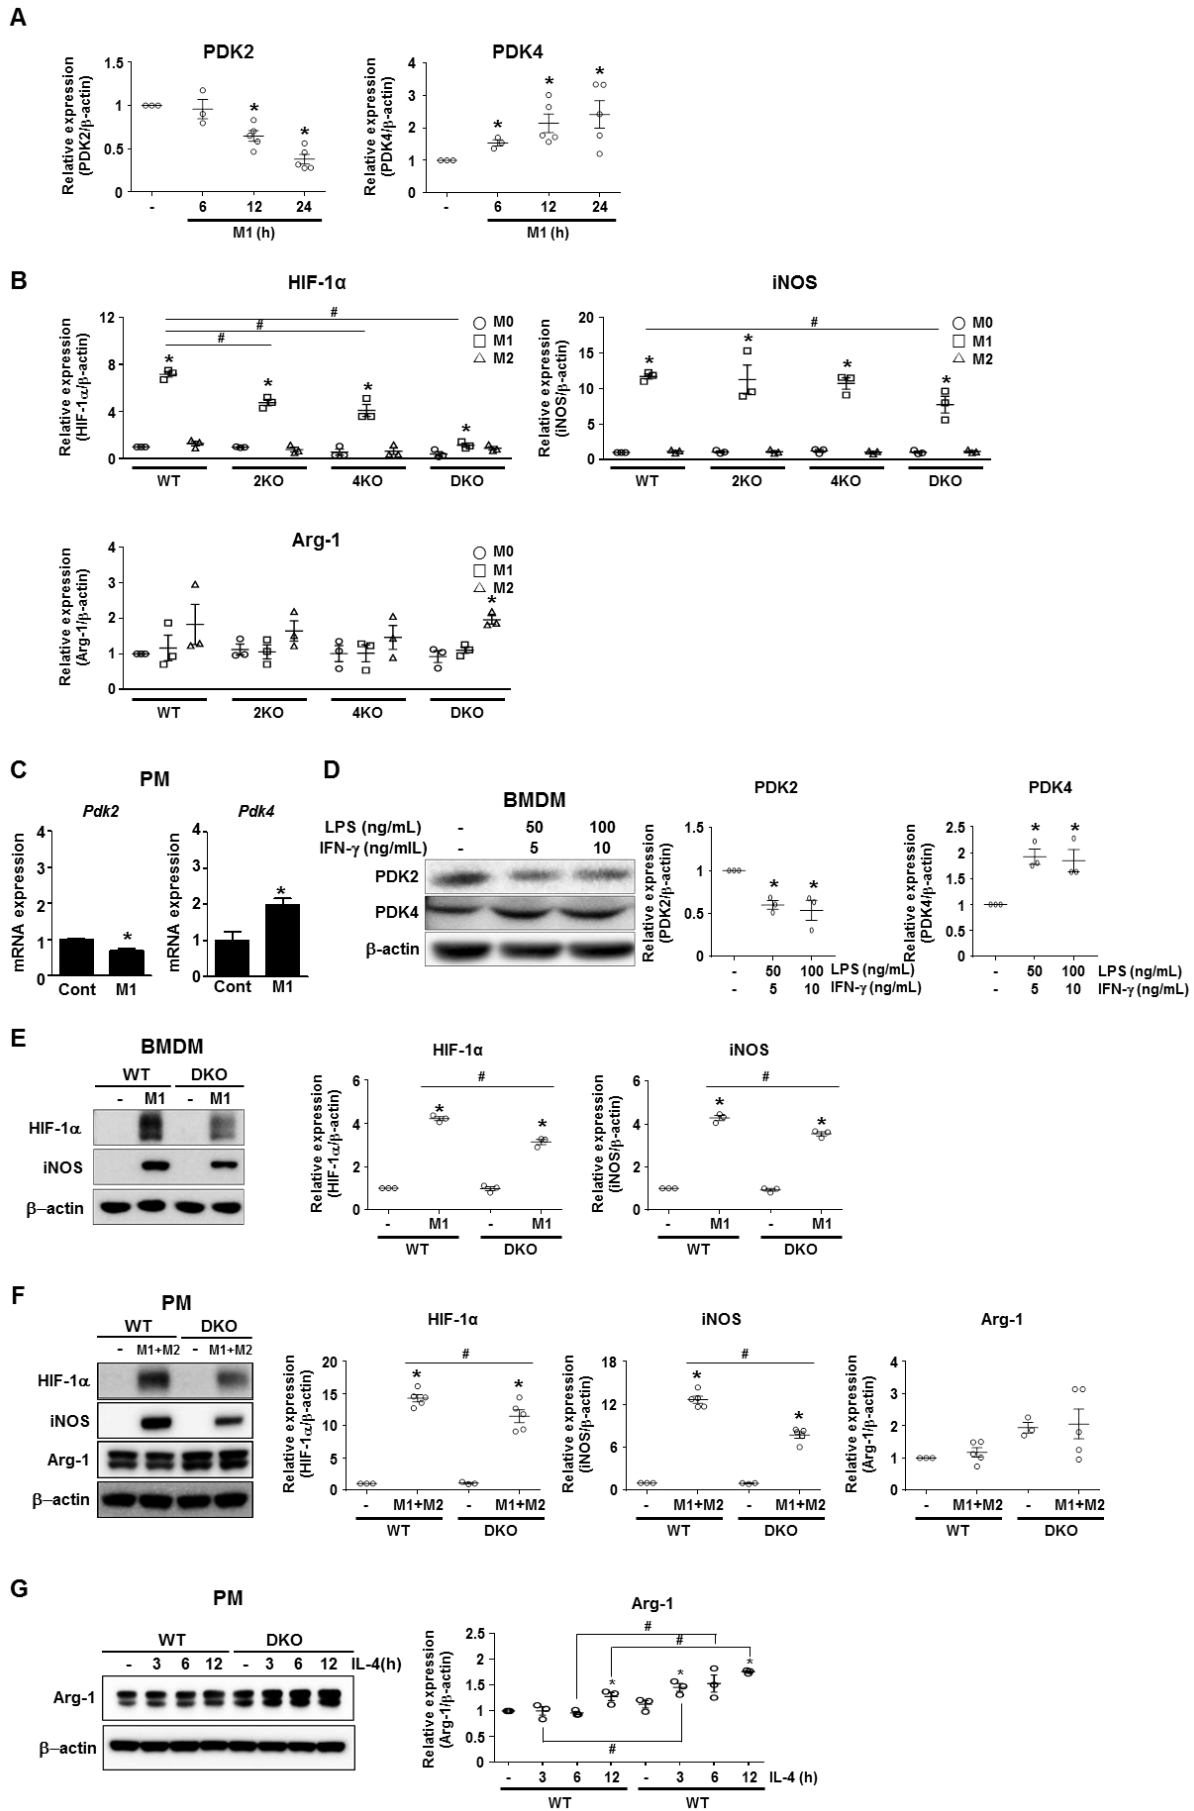 A
PDK2
Relative expression
(PDK2/β-actin)
1.5
1
0.5
0
- 6 12 24
M1 (h)
PDK4
Relative expression
(PDK4/β-actin)
4
3
2
1
0
* * *
- 6 12 24
M1 (h)
* *
B
HIF-1α
Relative expression
(HIF-1α/β-actin)
12
8
4
0
#
#
#
* * * *
M0
M1
M2
WT 2KO 4KO DKO
iNOS
Relative expression
(iNOS/β-actin)
20
15
10
5
0
#
* * * *
M0
M1
M2
WT 2KO 4KO DKO
Arg-1
Relative expression
(Arg-1/β-actin)
4
3
2
1
0
M0
M1
M2
*
WT 2KO 4KO DKO
C
PM
Pdk2
mRNA expression
4
3
2
1
0
*
Cont M1
Pdk4
mRNA expression
4
3
2
1
0
*
Cont M1
D
BMDM
LPS (ng/mL) - 50 100
IFN-γ (ng/mlL) - 5 10
PDK2
PDK4
β-actin
PDK2
Relative expression
(PDK2/β-actin)
1.5
1
0.5
0
* *
- 50 100 LPS (ng/mL)
- 5 10 IFN-γ (ng/mL)
PDK4
Relative expression
(PDK4/β-actin)
2.5
2
1.5
1
0.5
0
* *
- 50 100 LPS (ng/mL)
- 5 10 IFN-γ (ng/mL)
E
BMDM
WT DKO
- M1 - M1
HIF-1α
iNOS
β-actin
HIF-1α
Relative expression
(HIF-1α/β-actin)
6
4
2
0
#
* *
- M1 - M1
WT DKO
iNOS
Relative expression
(iNOS/β-actin)
6
4
2
0
#
* *
- M1 - M1
WT DKO
F
PM
WT DKO
- M1+M2 - M1+M2
HIF-1α
iNOS
Arg-1
β-actin
HIF-1α
Relative expression
(HIF-1α/β-actin)
20
15
10
5
0
#
* *
- M1+M2 - M1+M2
WT DKO
iNOS
Relative expression
(iNOS/β-actin)
18
12
6
0
#
* *
- M1+M2 - M1+M2
WT DKO
Arg-1
Relative expression
(Arg-1/β-actin)
4
3
2
1
0
- M1+M2 - M1+M2
WT DKO
G
PM
WT DKO
- 3 6 12 - 3 6 12 IL-4(h)
Arg-1
β-actin
Arg-1
Relative expression
(Arg-1/β-actin)
2.5
2
1.5
1
0.5
0
#
#
* * *
#
- 3 6 12 - 3 6 12 IL-4 (h)
WT WT